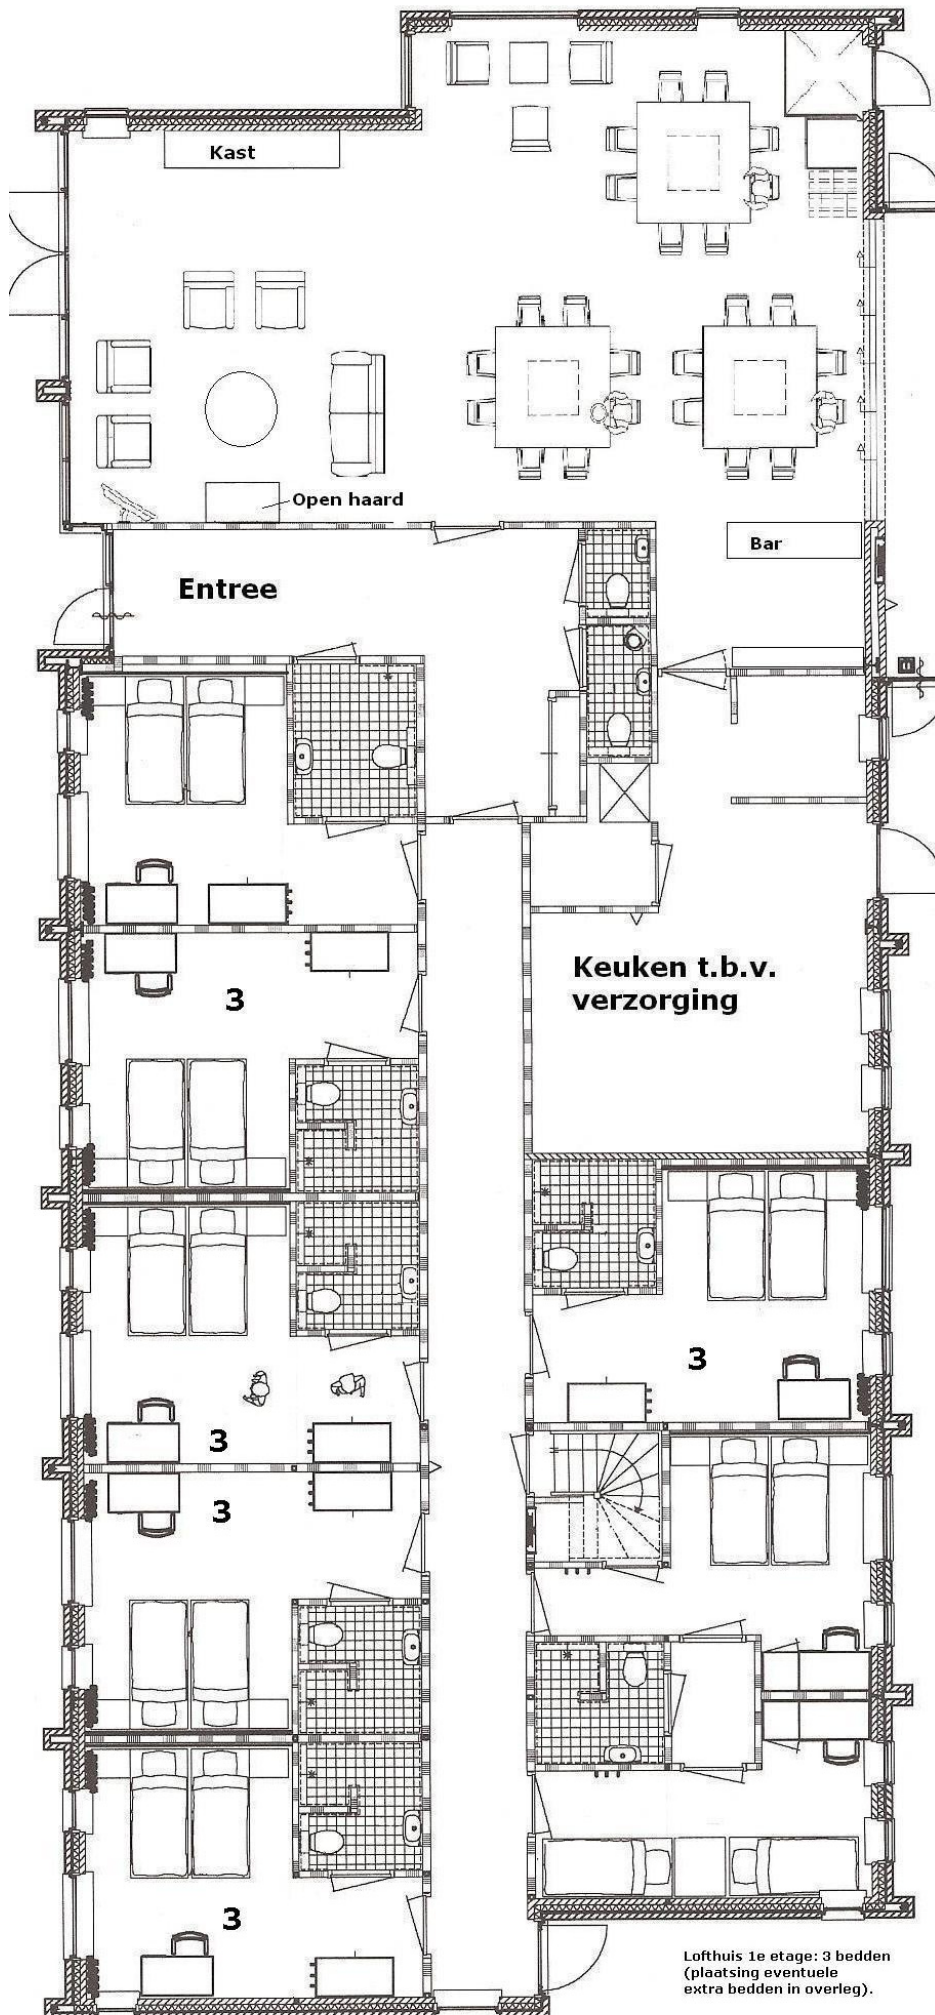 Kast
Open haard
Bar
Entree
Keuken t.b.v.
verzorging
3
3
3
3
3
Lofthuis 1e etage: 3 bedden
(plaatsing eventuele
extra bedden in overleg).